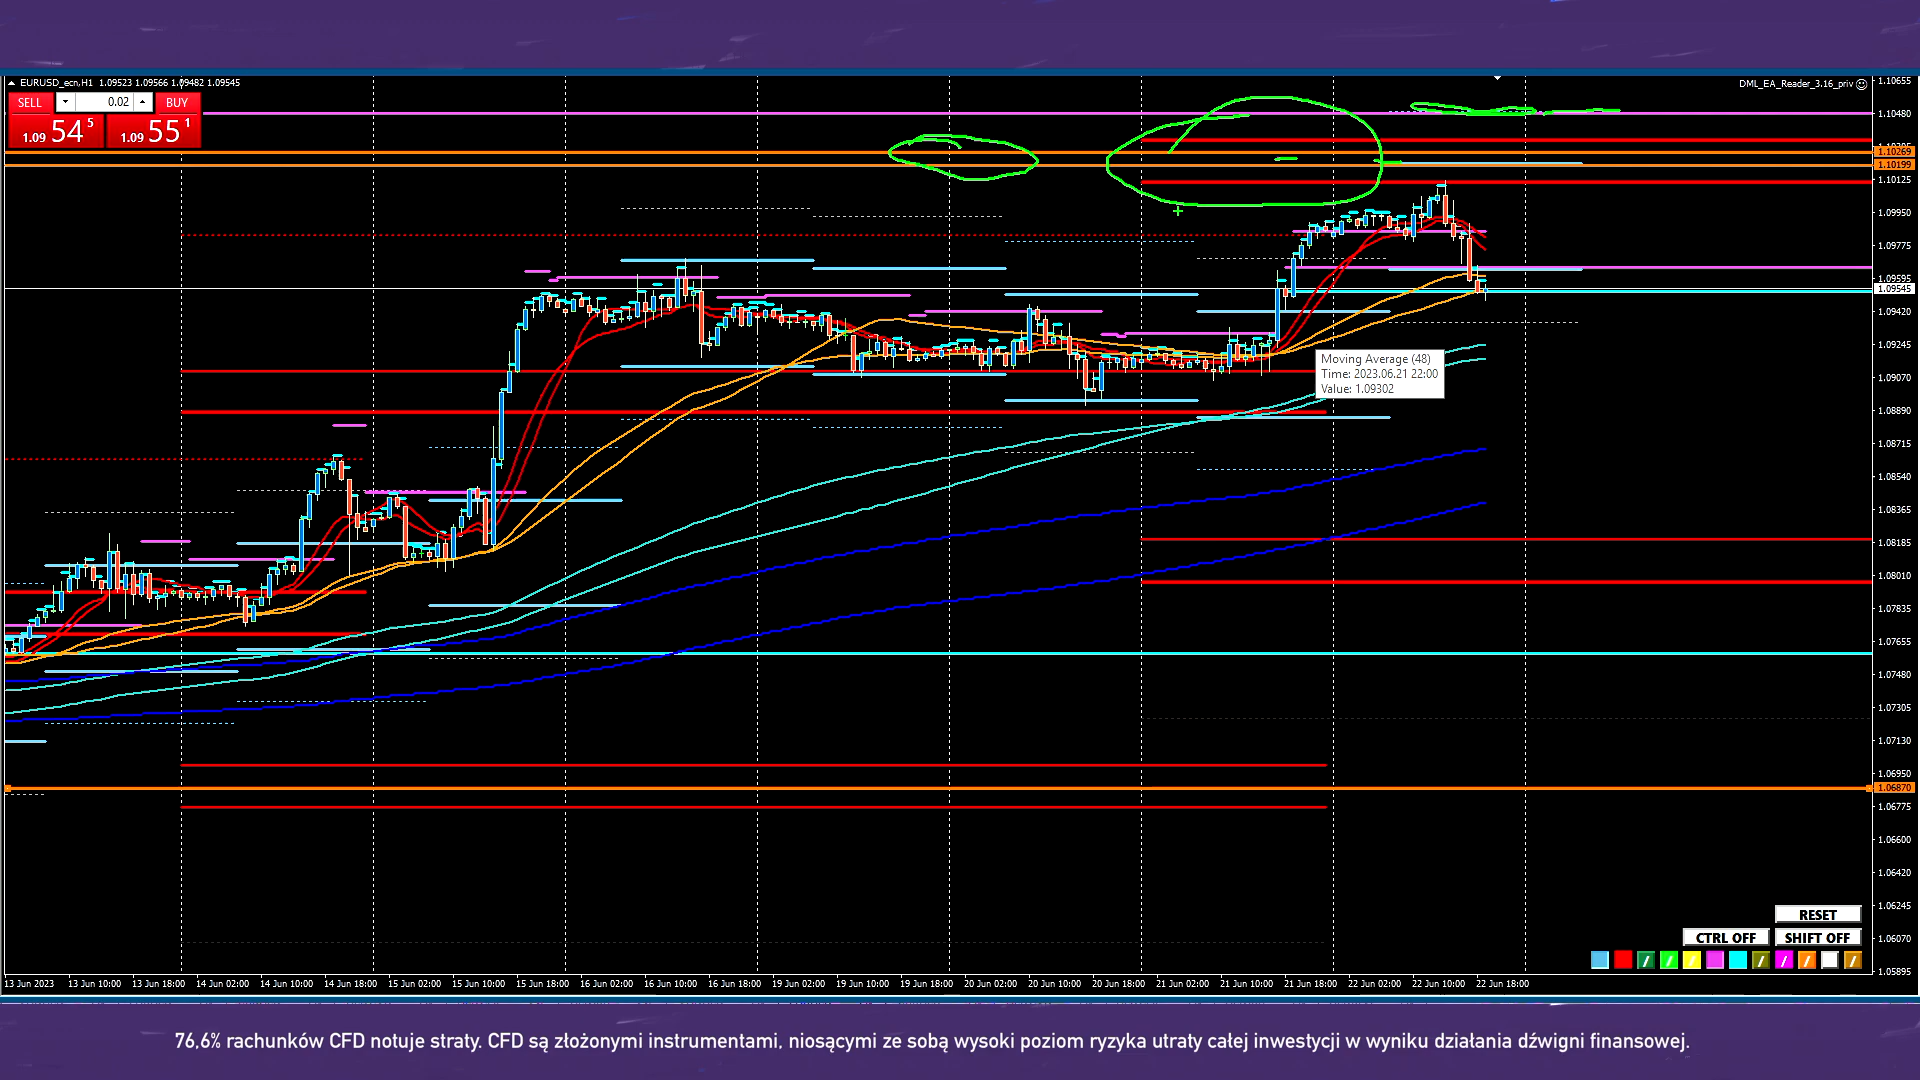 EURUSD_ecn,H1 1.09523 1.09566 1.09482 1.09545
DML_EA_Reader_3.16_priv
SELL 0.02 BUY
1.09 54 5 1.09 55 1
1.10655
1.10480
1.10269
1.10199
1.10125
1.09950
1.09775
1.09595
1.09545
1.09420
1.09245
1.09070
1.08890
1.08715
1.08540
1.08365
1.08185
1.08010
1.07835
1.07655
1.07480
1.07305
1.07130
1.06950
1.06870
1.06775
1.06600
1.06420
1.06245
1.06070
1.05895
Moving Average (48)
Time: 2023.06.21 22:00
Value: 1.09302
RESET
CTRL OFF SHIFT OFF
13 Jun 2023 13 Jun 10:00 13 Jun 18:00 14 Jun 02:00 14 Jun 10:00 14 Jun 18:00 15 Jun 02:00 15 Jun 10:00 15 Jun 18:00 16 Jun 02:00 16 Jun 10:00 16 Jun 18:00 19 Jun 02:00 19 Jun 10:00 19 Jun 18:00 20 Jun 02:00 20 Jun 10:00 20 Jun 18:00 21 Jun 02:00 21 Jun 10:00 21 Jun 18:00 22 Jun 02:00 22 Jun 10:00 22 Jun 18:00
76,6% rachunków CFD notuje straty. CFD są złożonymi instrumentami, niosącymi ze sobą wysoki poziom ryzyka utraty całej inwestycji w wyniku działania dźwigni finansowej.